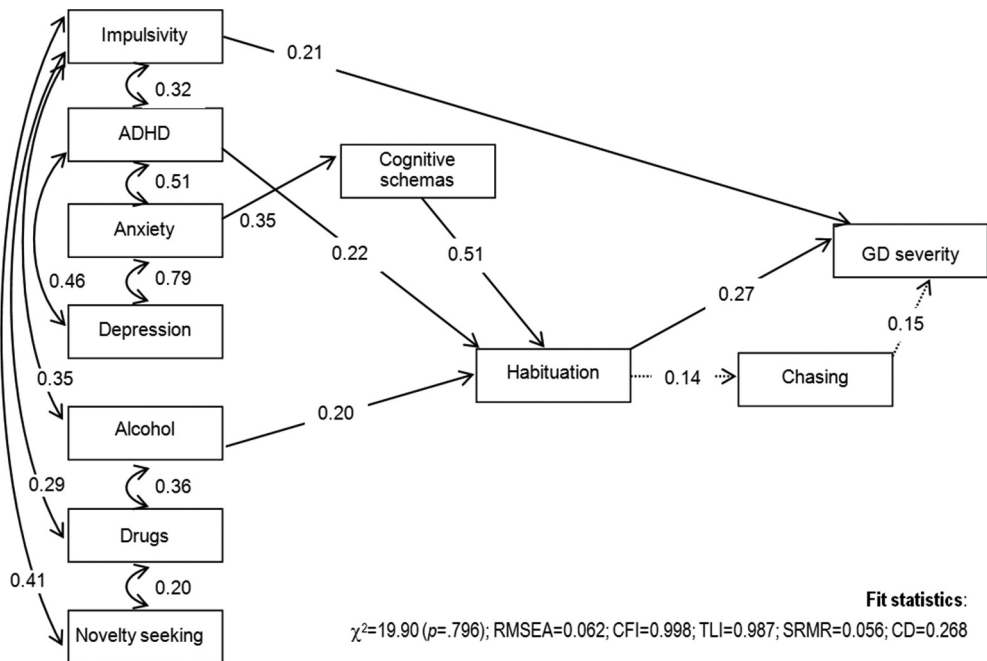 Impulsivity
0.21
0.32
ADHD
0.51
Cognitive
schemas
Anxiety
0.35
0.22
0.51
GD severity
0.46
0.79
0.27
0.15
Depression
Habituation
0.14
Chasing
0.35
0.20
Alcohol
0.29
0.36
Drugs
0.41
0.20
Novelty seeking
Fit statistics:
χ²=19.90 (p=.796); RMSEA=0.062; CFI=0.998; TLI=0.987; SRMR=0.056; CD=0.268